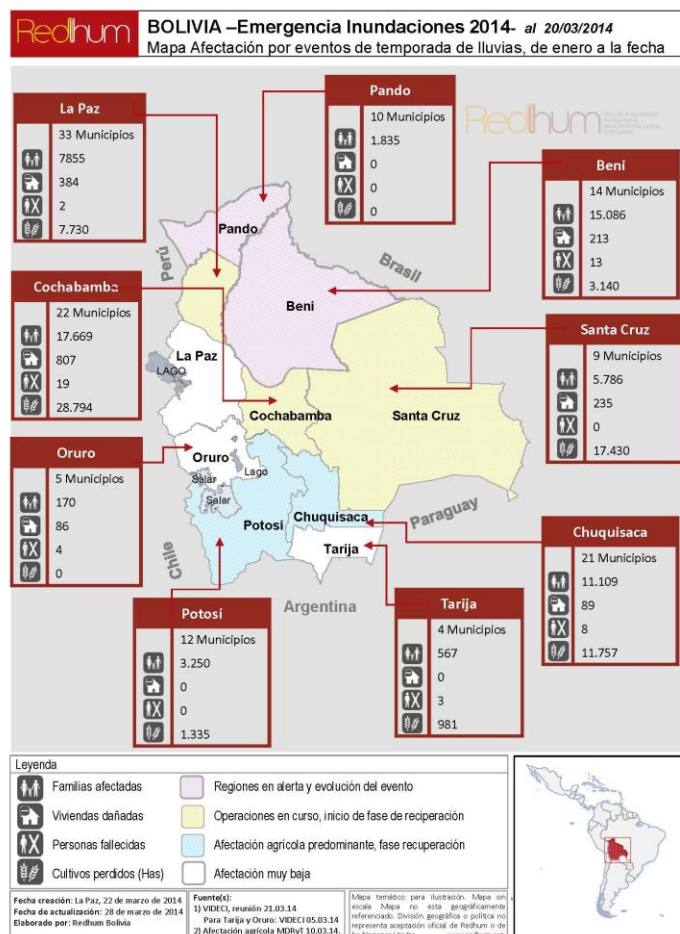 Redhum
BOLIVIA –Emergencia Inundaciones 2014- al 20/03/2014
Mapa Afectación por eventos de temporada de lluvias, de enero a la fecha
La Paz
33 Municipios
7855
384
2
7.730
Pando
10 Municipios
1.835
0
0
0
Redhum
Beni
14 Municipios
15.086
213
13
3.140
Cochabamba
22 Municipios
17.669
807
19
28.794
Santa Cruz
9 Municipios
5.786
235
0
17.430
Oruro
5 Municipios
170
86
4
0
Chuquisaca
21 Municipios
11.109
89
8
11.757
Potosí
12 Municipios
3.250
0
0
1.335
Tarija
4 Municipios
567
0
3
981
Pando
Perú
Brasil
Beni
La Paz
LAGO
Cochabamba
Santa Cruz
Oruro
Lago
Salar
Salar
Potosí
Chuquisaca
Paraguay
Tarija
Chile
Argentina
Leyenda
Familias afectadas
Viviendas dañadas
Personas fallecidas
Cultivos perdidos (Has)
Regiones en alerta y evolución del evento
Operaciones en curso, inicio de fase de reciperación
Afectación agrícola predominante, fase recuperación
Afectación muy baja
Fecha creación: La Paz, 22 de marzo de 2014
Fecha de actualización: 28 de marzo de 2014
Elaborado por: Redhum Bolivia
Fuente(s):
1) VIDECI, reunión 21.03.14
Para Tarija y Oruro: VIDECI 05.03.14
2) Afectación agrícola MDRyT 10.03.14.
Mapa temático para ilustración. Mapa sin
escala Mapa no esta geográficamente
referenciado. División geográfica o política no
representa aceptación oficial de Redhum o de